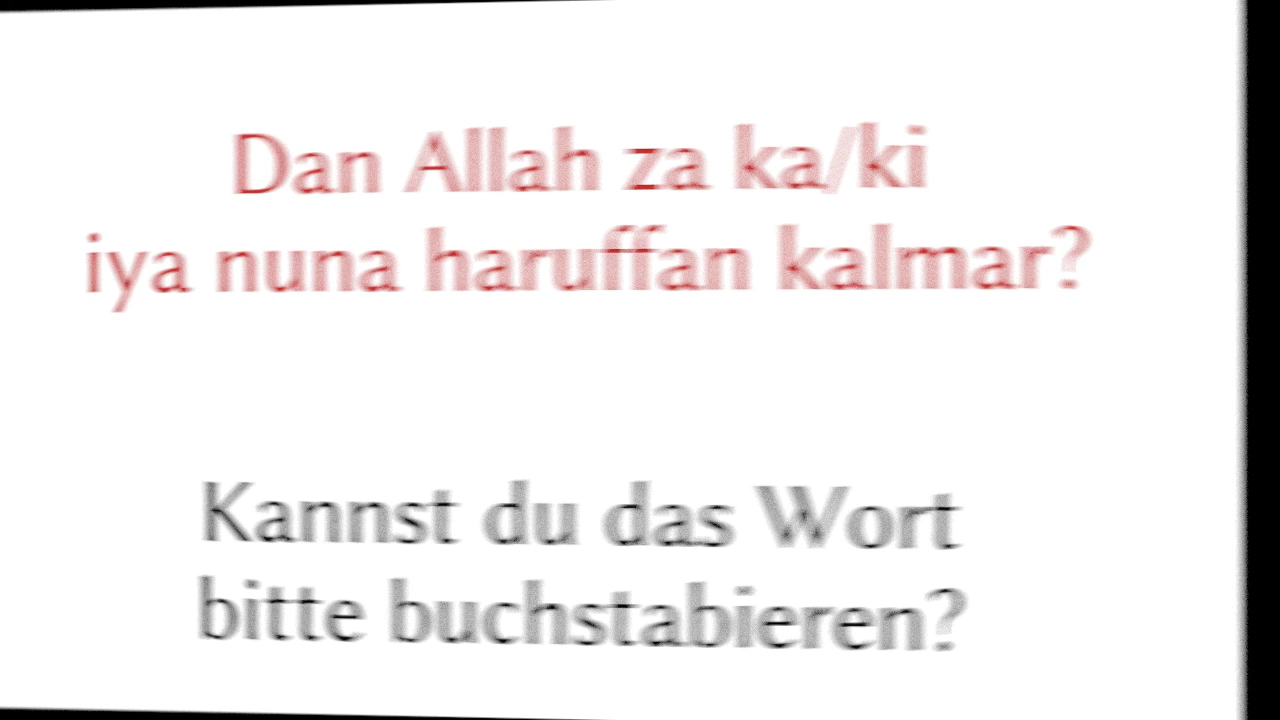 Dan Allah za ka/ki
iya nuna haruffan kalmar?
Kannst du das Wort
bitte buchstabieren?